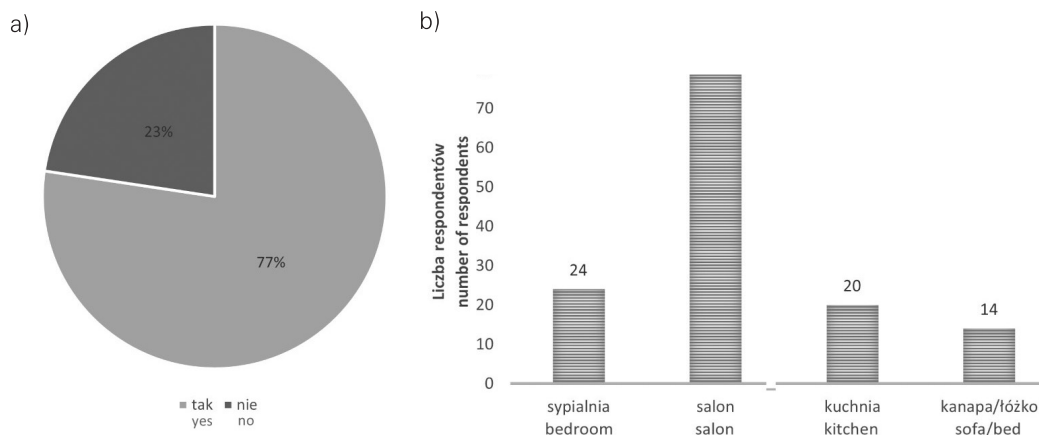 a)
23%
77%
tak nie
yes no
b)
Liczba respondentów
number of respondents
70
60
50
40
30
20
10
0
24
20
14
sypialnia salon kuchnia kanapa/łóżko
bedroom salon kitchen sofa/bed